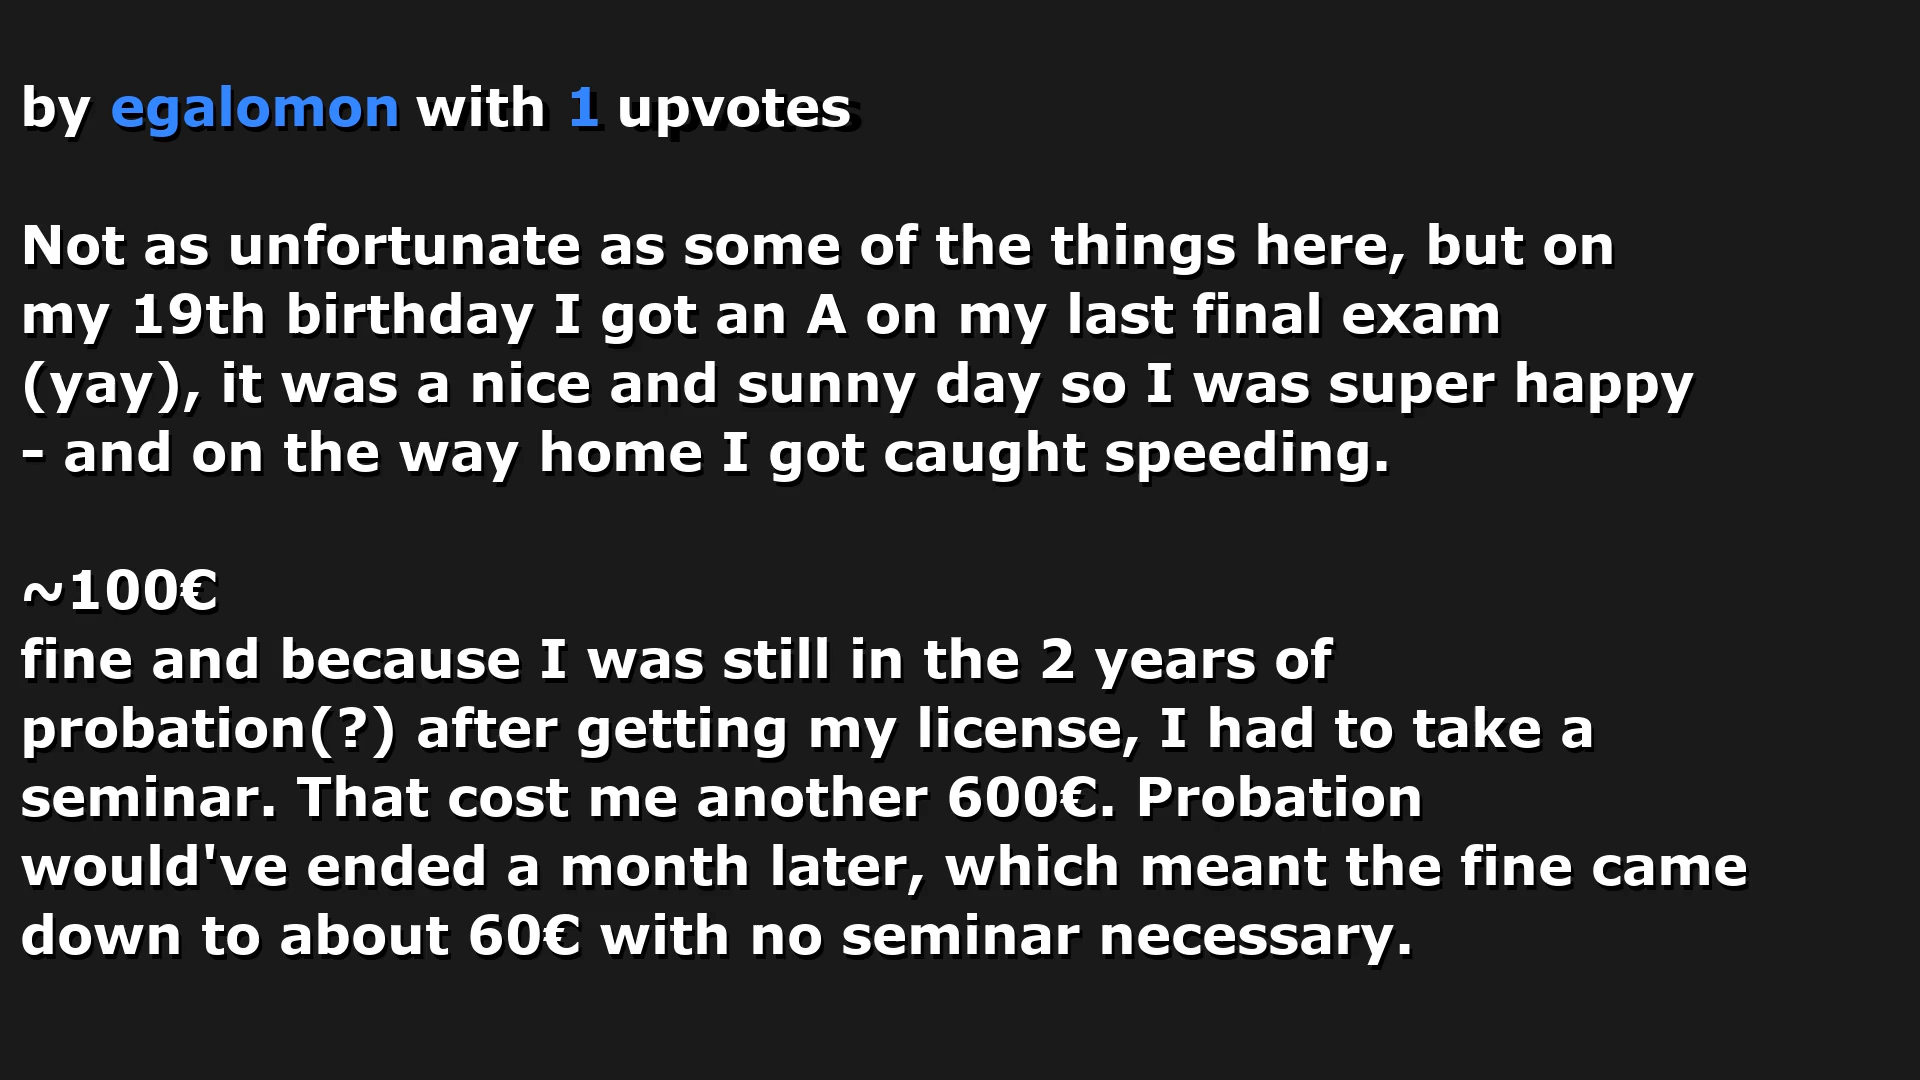 by egalomon with 1 upvotes
Not as unfortunate as some of the things here, but on
my 19th birthday I got an A on my last final exam
(yay), it was a nice and sunny day so I was super happy
- and on the way home I got caught speeding.
~100€
fine and because I was still in the 2 years of
probation(?) after getting my license, I had to take a
seminar. That cost me another 600€. Probation
would've ended a month later, which meant the fine came
down to about 60€ with no seminar necessary.